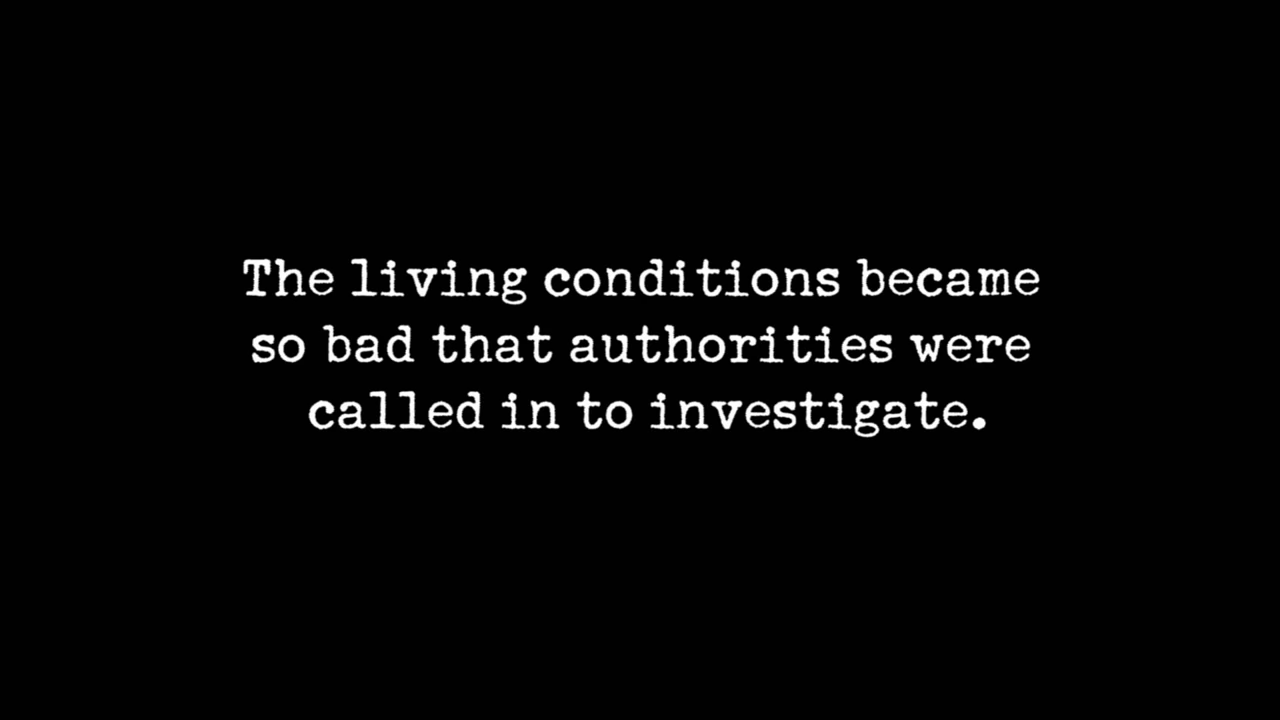 The living conditions became
so bad that authorities were
called in to investigate.